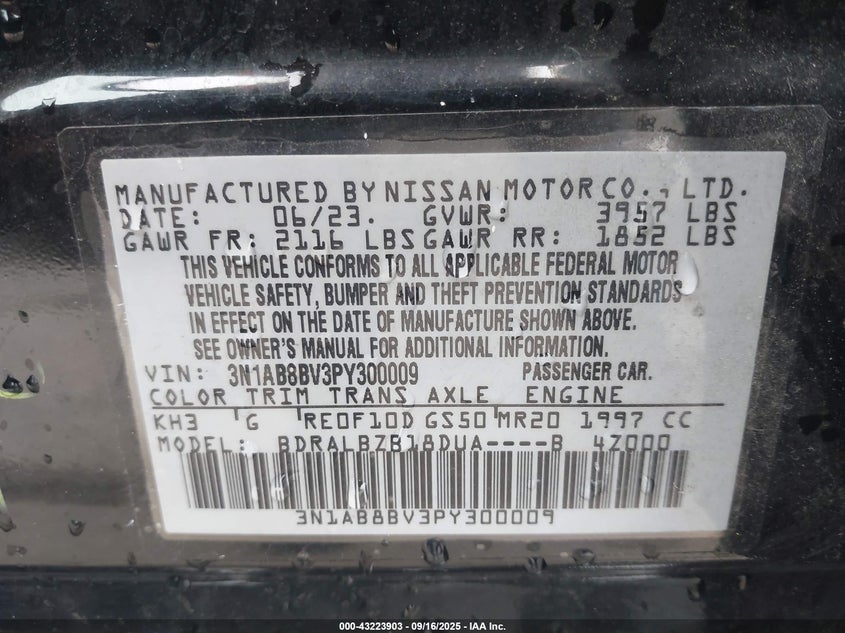 MANUFACTURED BY NISSAN MOTOR CO., LTD.
DATE: 06/23. GVWR: 3957 LBS
GAWR FR: 2116 LBS GAWR RR: 1852 LBS
THIS VEHICLE CONFORMS TO ALL APPLICABLE FEDERAL MOTOR
VEHICLE SAFETY, BUMPER AND THEFT PREVENTION STANDARDS
IN EFFECT ON THE DATE OF MANUFACTURE SHOWN ABOVE.
SEE OWNER'S MANUAL FOR ADDITIONAL INFORMATION.
VIN: 3N1AB8BV3PY300009 PASSENGER CAR.
COLOR TRIM TRANS AXLE ENGINE
KH3 G RE0F10D GS50 MR20 1997 CC
MODEL: BDRALBZB18DUA----B 4Z000
3N1AB8BV3PY300009
000-43223903 - 09/16/2025 - IAA Inc.